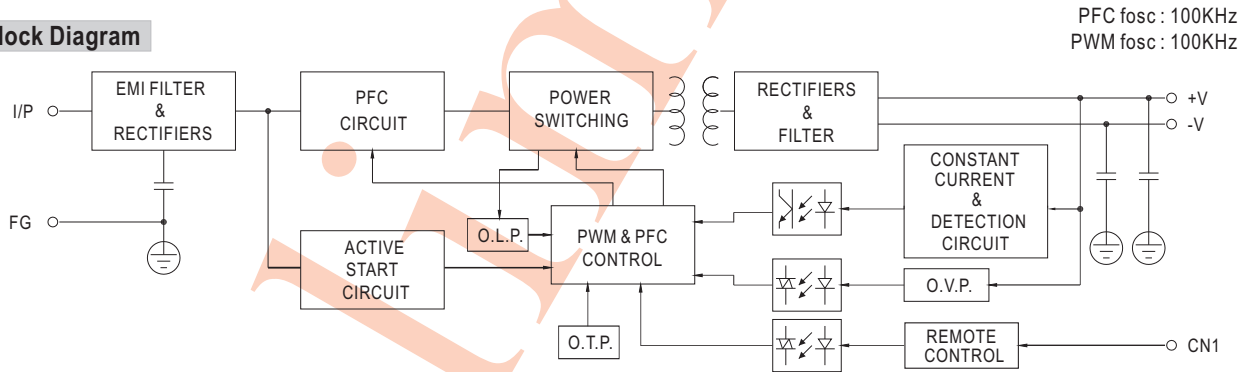 PFC fosc : 100KHz
PWM fosc : 100KHz
lock Diagram
I/P
EMI FILTER
&
RECTIFIERS
PFC
CIRCUIT
POWER
SWITCHING
RECTIFIERS
&
FILTER
+V
-V
FG
O.L.P.
PWM & PFC
CONTROL
CONSTANT
CURRENT
&
DETECTION
CIRCUIT
ACTIVE
START
CIRCUIT
O.V.P.
O.T.P.
REMOTE
CONTROL
CN1